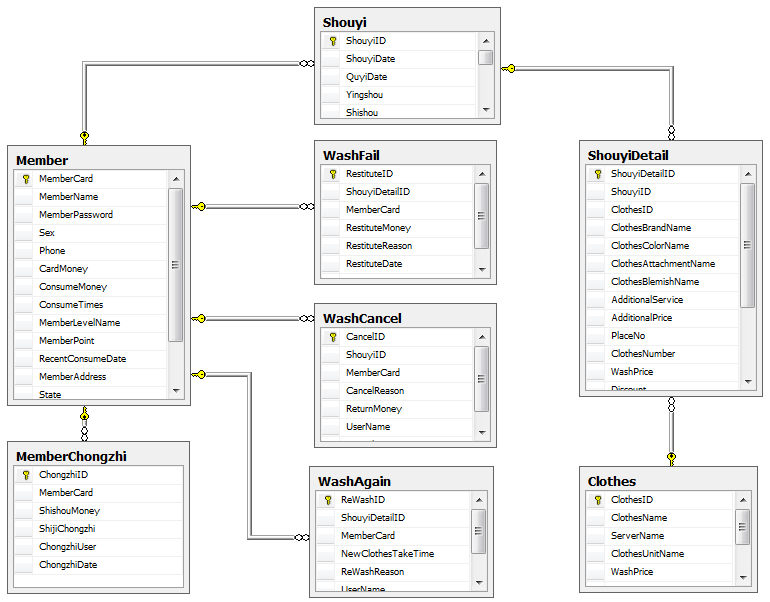 Shouyi
ShouyiID
ShouyiDate
QuyiDate
Yingshou
Shishou
Member
MemberCard
MemberName
MemberPassword
Sex
Phone
CardMoney
ConsumeMoney
ConsumeTimes
MemberLevelName
MemberPoint
RecentConsumeDate
MemberAddress
State
WashFail
RestituteID
ShouyiDetailID
MemberCard
RestituteMoney
RestituteReason
RestituteDate
ShouyiDetail
ShouyiDetailID
ShouyiID
ClothesID
ClothesBrandName
ClothesColorName
ClothesAttachmentName
ClothesBlemishName
AdditionalService
AdditionalPrice
PlaceNo
ClothesNumber
WashPrice
Discount
WashCancel
CancelID
ShouyiID
MemberCard
CancelReason
ReturnMoney
UserName
MemberChongzhi
ChongzhiID
MemberCard
ShishouMoney
ShijiChongzhi
ChongzhiUser
ChongzhiDate
WashAgain
ReWashID
ShouyiDetailID
MemberCard
NewClothesTakeTime
ReWashReason
UserName
Clothes
ClothesID
ClothesName
ServerName
ClothesUnitName
WashPrice